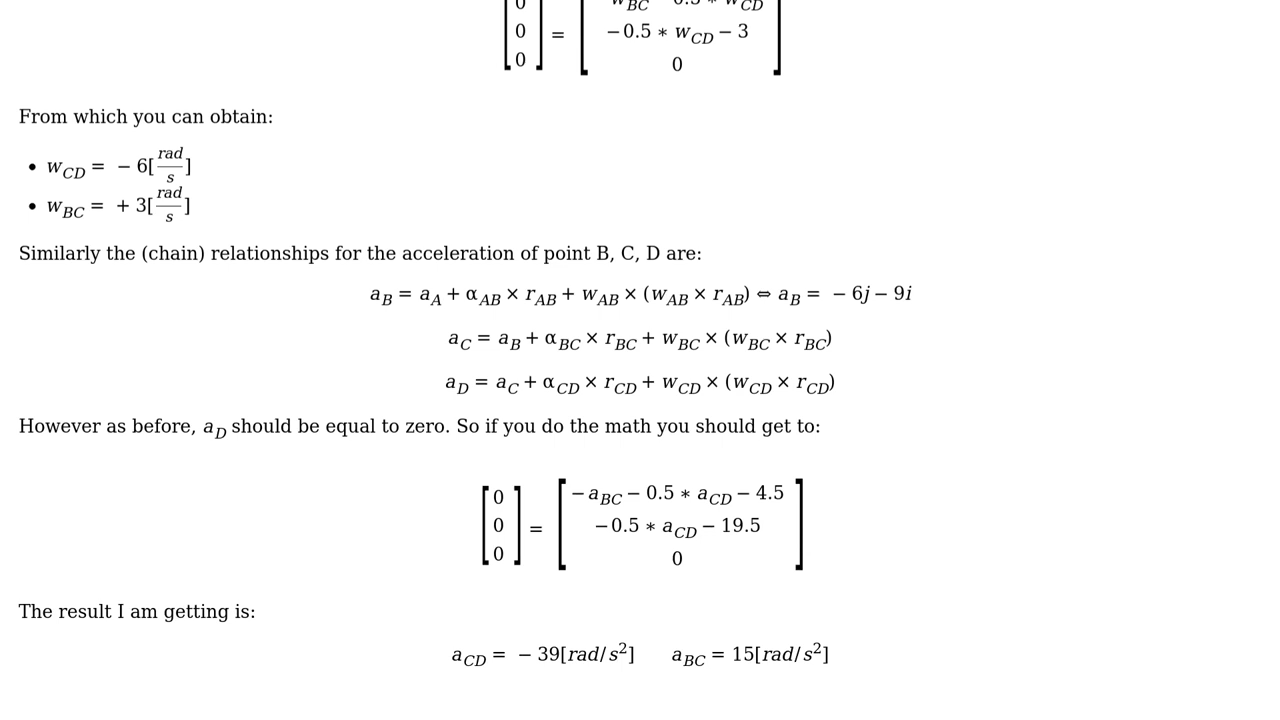 [0 0 0] = [w_BC 0.5 * w_CD
−0.5 * w_CD − 3
0]
From which you can obtain:
• w_CD = − 6[rad/s]
• w_BC = + 3[rad/s]
Similarly the (chain) relationships for the acceleration of point B, C, D are:
a_B = a_A + α_AB × r_AB + w_AB × (w_AB × r_AB) ⇔ a_B = − 6j − 9i
a_C = a_B + α_BC × r_BC + w_BC × (w_BC × r_BC)
a_D = a_C + α_CD × r_CD + w_CD × (w_CD × r_CD)
However as before, a_D should be equal to zero. So if you do the math you should get to:
[0 0 0] = [− a_BC − 0.5 * a_CD − 4.5
−0.5 * a_CD − 19.5
0]
The result I am getting is:
a_CD = − 39[rad/s²] a_BC = 15[rad/s²]